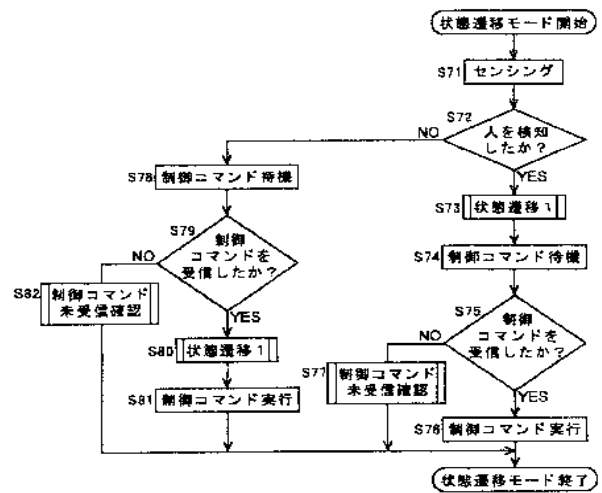 状態遷移モード開始
S71
センシング
S72
人を検知
したか？
NO
YES
S73
状態遷移1
S74
制御コマンド待機
S75
制御
コマンドを
受信したか？
NO
YES
S77
制御コマンド
未受信確認
S76
制御コマンド実行
S78
制御コマンド待機
S79
制御
コマンドを
受信したか？
NO
YES
S82
制御コマンド
未受信確認
S80
状態遷移1
S81
制御コマンド実行
状態遷移モード終了